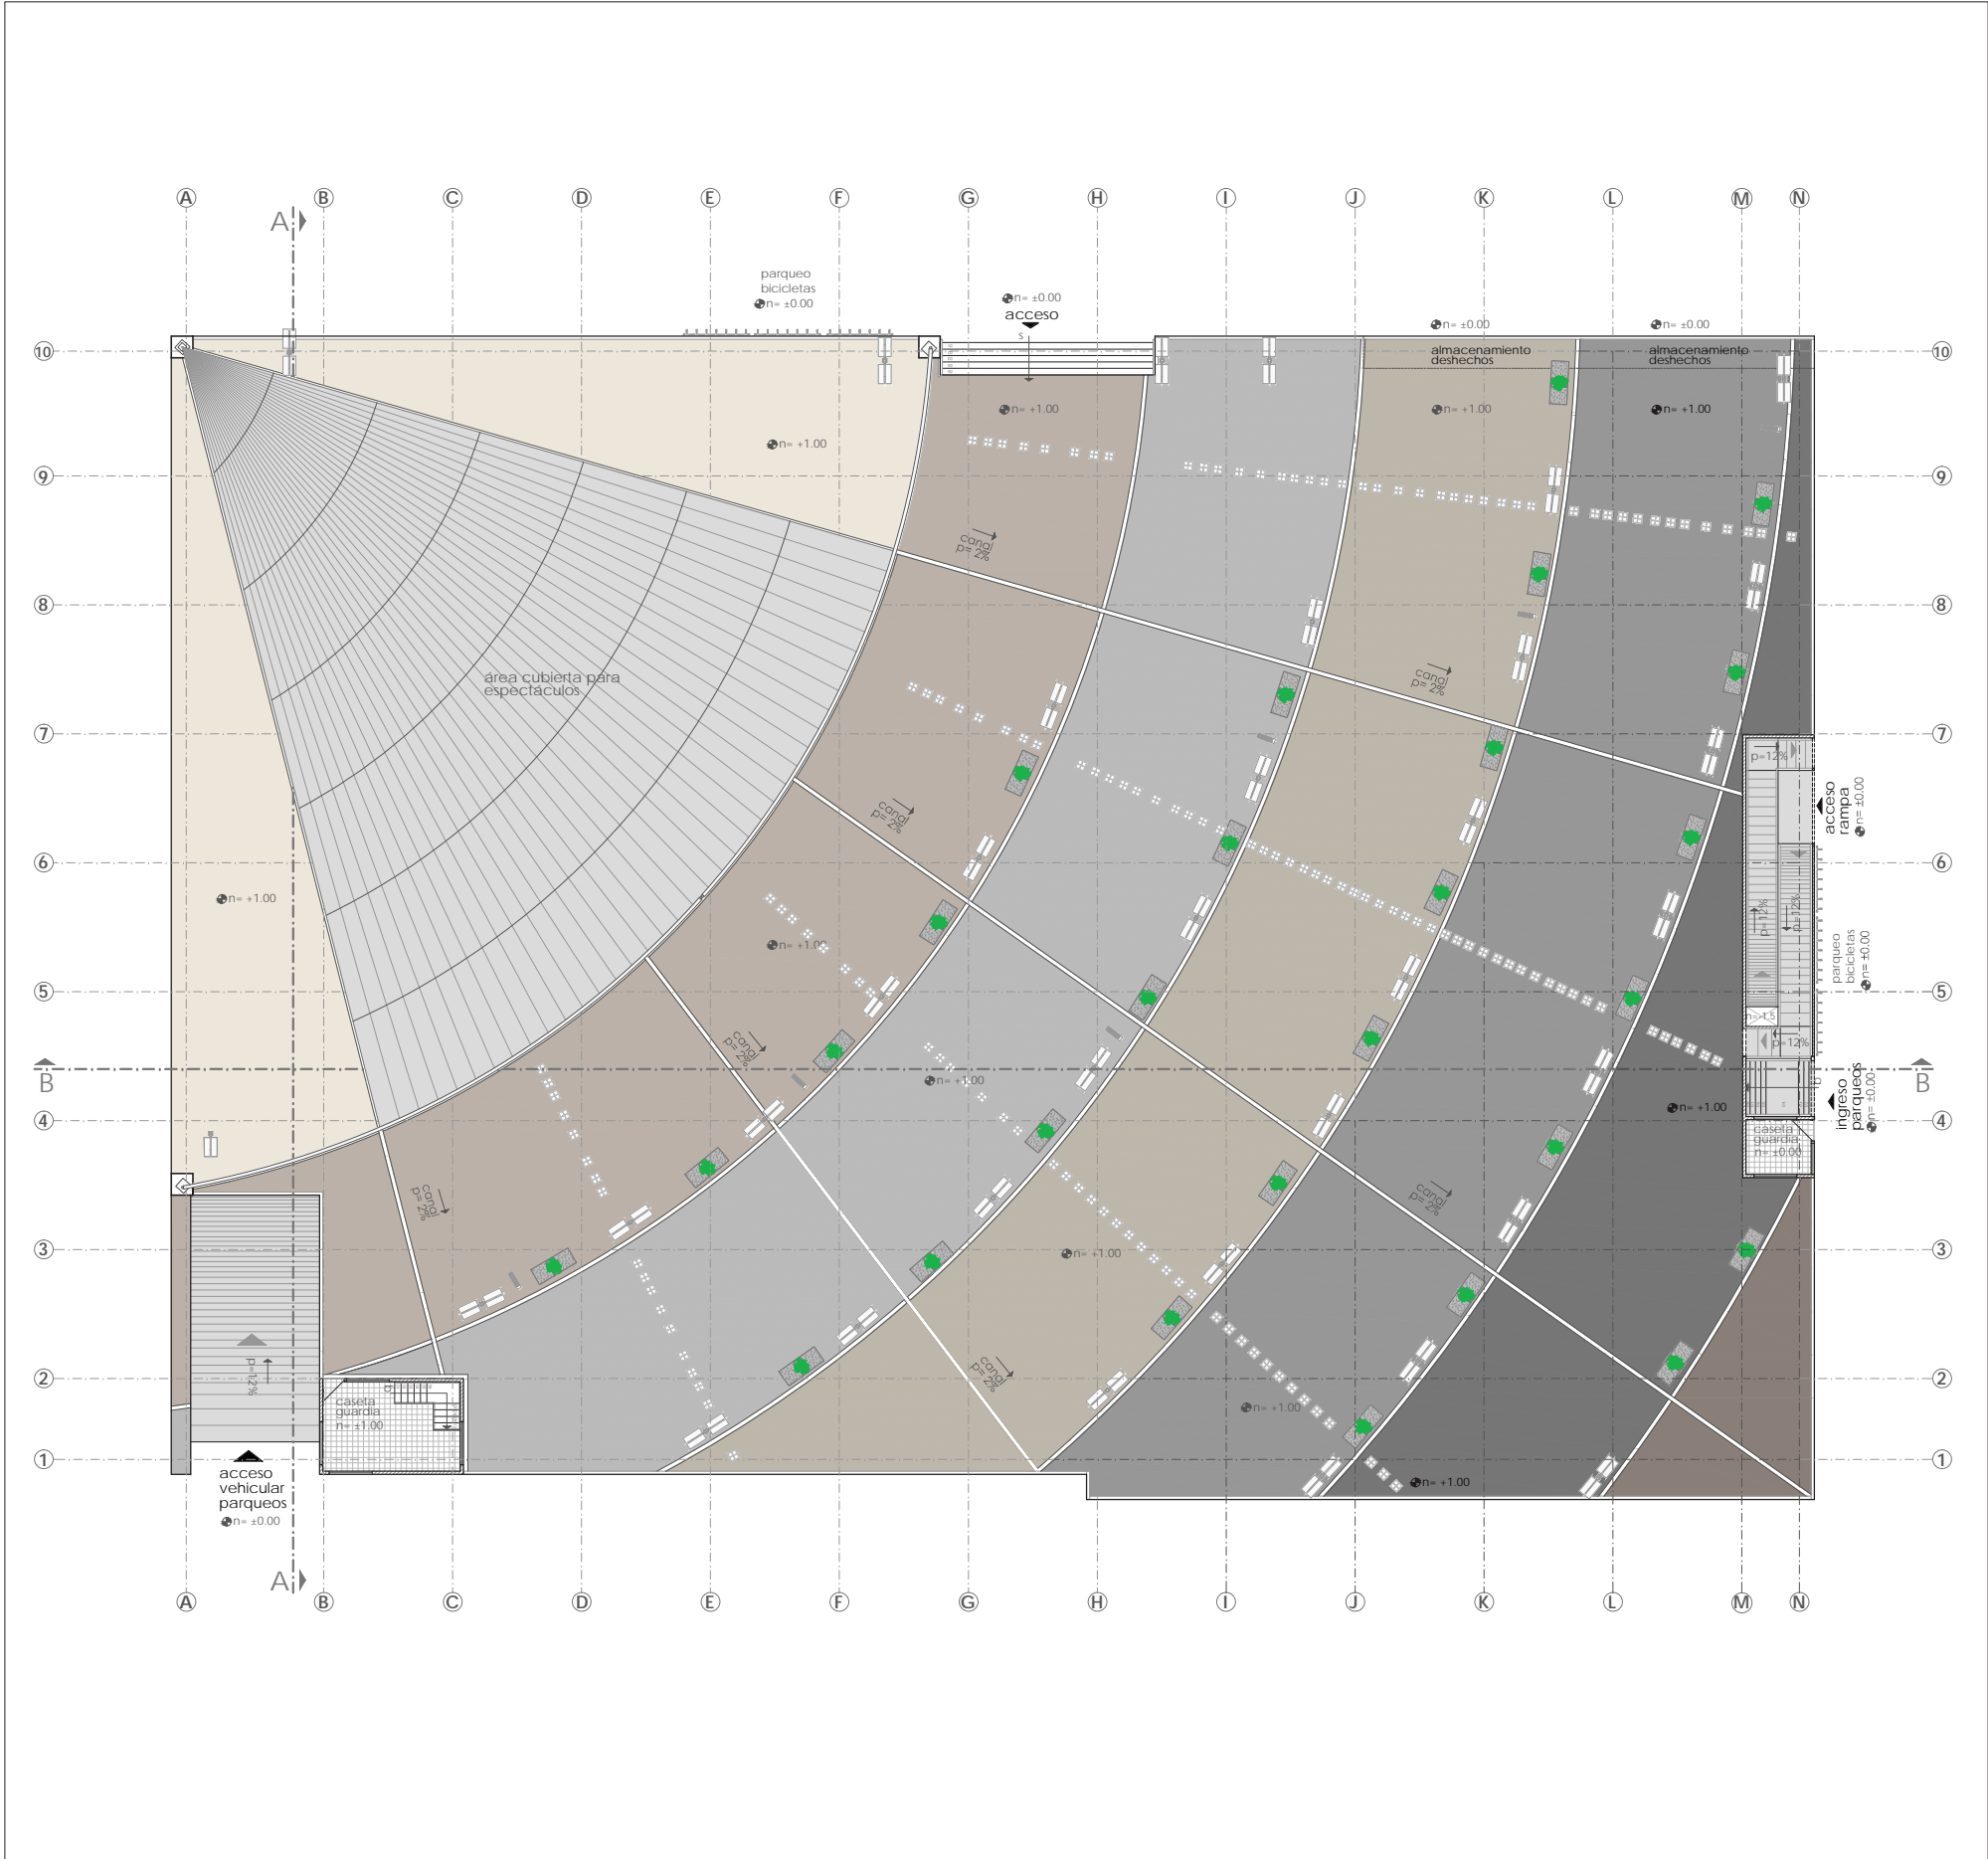 A B C D E F G H I J K L M N
A
parqueo
bicicletas
n= ±0.00
n= ±0.00
acceso
s
n= ±0.00
n= ±0.00
10
10
almacenamiento
deshechos
almacenamiento
deshechos
n= +1.00
n= +1.00
n= +1.00
n= +1.00
9
9
canal
p= 2%
8
8
área cubierta para
espectáculos
canal
p= 2%
7
7
p=12%
acceso
rampa
n= ±0.00
canal
p= 2%
6
6
n= +1.00
p=12%
p=12%
n= +1.00
parqueo
bicicletas
n= ±0.00
5
5
n=-1.5
p=12%
canal
p= 2%
B
B
n= +1.00
n= +1.00
ingreso
parqueos
n= ±0.00
4
4
caseta
guardia
n= ±0.00
canal
p= 2%
canal
p= 2%
3
3
n= +1.00
p=12%
canal
p= 2%
2
2
caseta
guardia
n= ±1.00
n= +1.00
1
1
acceso
vehicular
parqueos
n= ±0.00
n= +1.00
A
A B C D E F G H I J K L M N